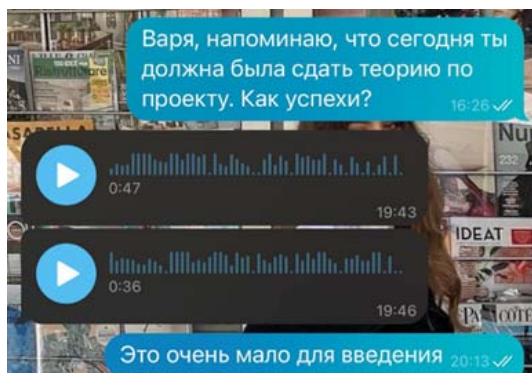 Варя, напоминаю, что сегодня ты
должна была сдать теорию по
проекту. Как успехи?
16:26
0:47
19:43
0:36
19:46
Это очень мало для введения
20:13
IDEAT
232